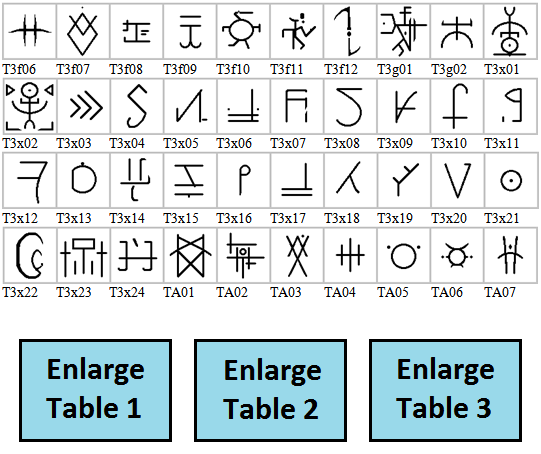 T3f06 T3f07 T3f08 T3f09 T3f10 T3f11 T3f12 T3g01 T3g02 T3x01
T3x02 T3x03 T3x04 T3x05 T3x06 T3x07 T3x08 T3x09 T3x10 T3x11
T3x12 T3x13 T3x14 T3x15 T3x16 T3x17 T3x18 T3x19 T3x20 T3x21
T3x22 T3x23 T3x24 TA01 TA02 TA03 TA04 TA05 TA06 TA07
Enlarge Table 1
Enlarge Table 2
Enlarge Table 3